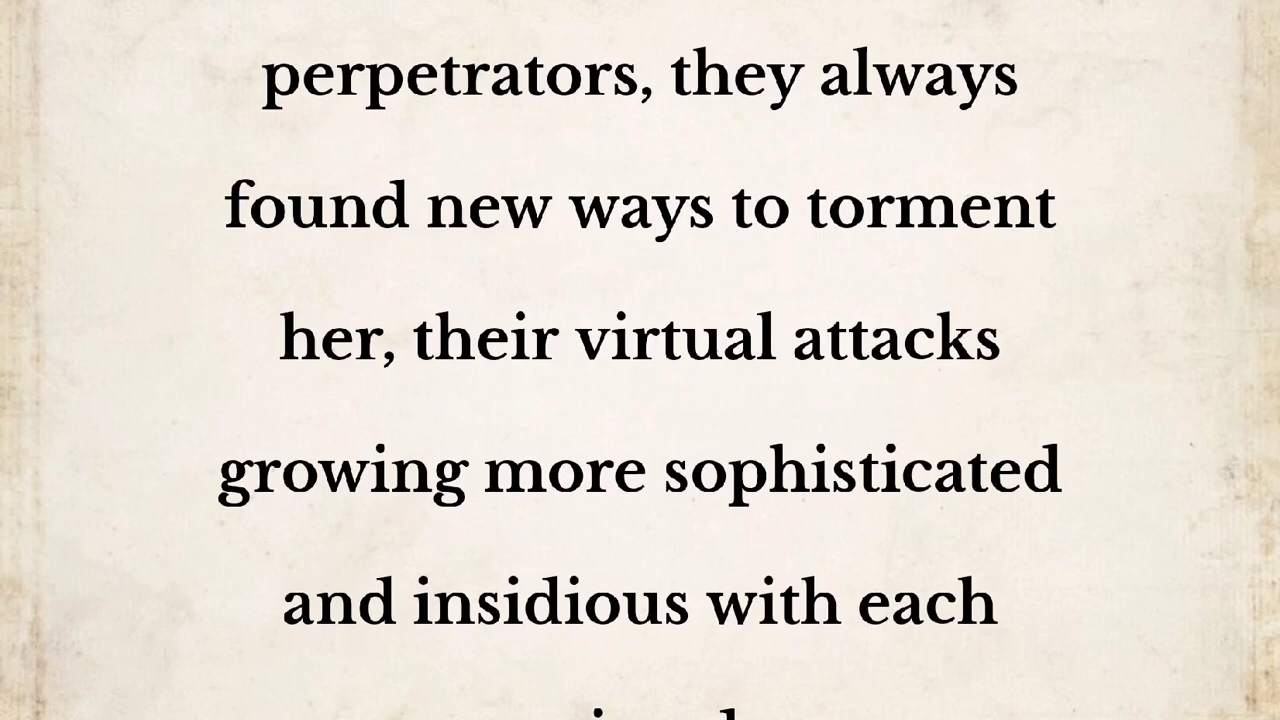 perpetrators, they always
found new ways to torment
her, their virtual attacks
growing more sophisticated
and insidious with each